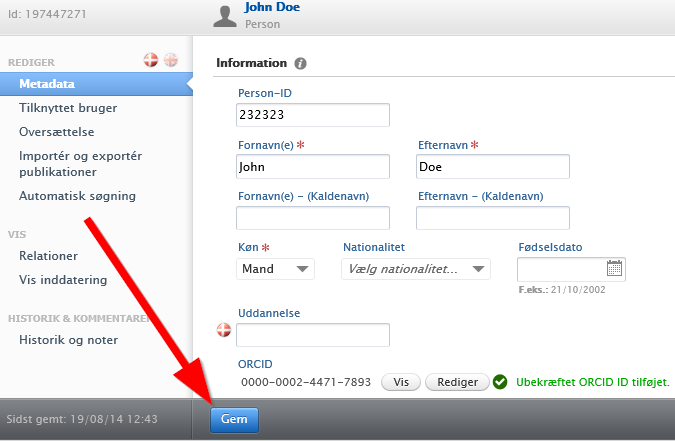 Id: 197447271
John Doe
Person
REDIGER
Metadata
Tilknyttet bruger
Oversættelse
Importér og exportér
publikationer
Automatisk søgning
VIS
Relationer
Vis inddatering
HISTORIK & KOMMENTARER
Historik og noter
Information i
Person-ID
232323
Fornavn(e) * Efternavn *
John Doe
Fornavn(e) - (Kaldenavn) Efternavn - (Kaldenavn)
Køn * Nationalitet Fødselsdato
Mand Vælg nationalitet...
F.eks.: 21/10/2002
Uddannelse
ORCID
0000-0002-4471-7893 Vis Rediger Ubekræftet ORCID ID tilføjet.
Sidst gemt: 19/08/14 12:43 Gem